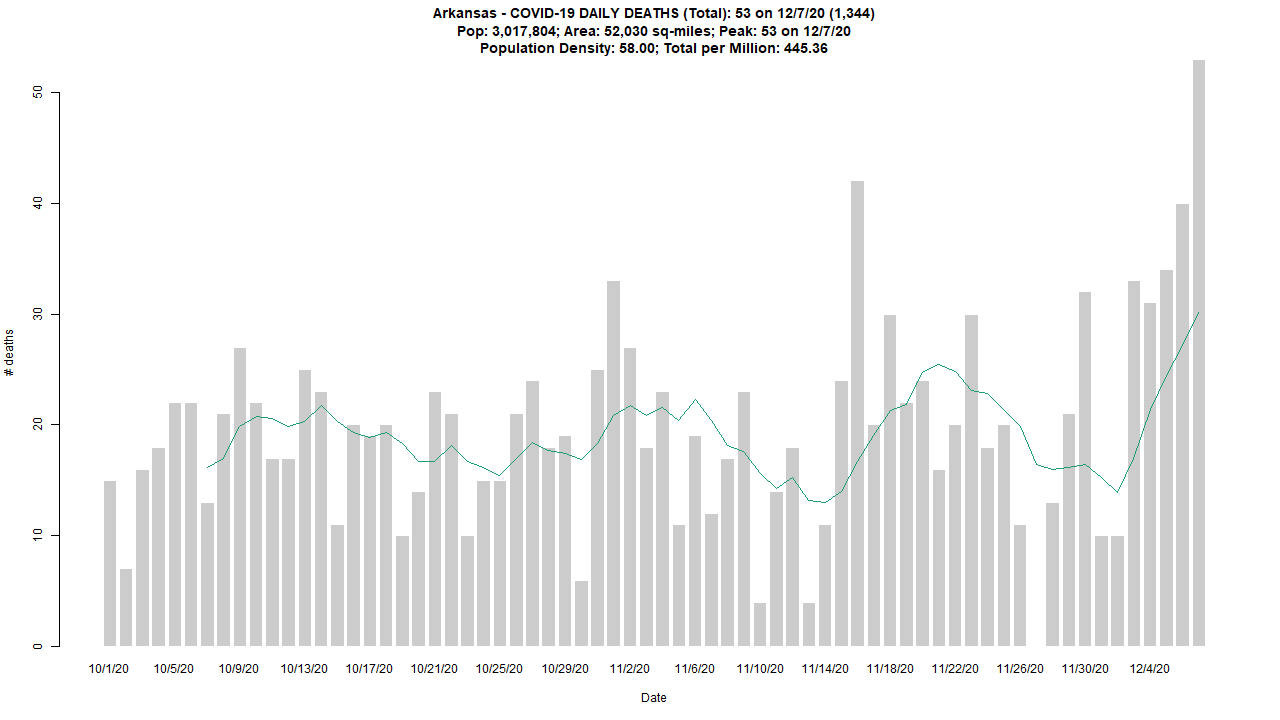 Arkansas - COVID-19 DAILY DEATHS (Total): 53 on 12/7/20 (1,344)
Pop: 3,017,804; Area: 52,030 sq-miles; Peak: 53 on 12/7/20
Population Density: 58.00; Total per Million: 445.36
50
40
30
20
10
0
# deaths
10/1/20 10/5/20 10/9/20 10/13/20 10/17/20 10/21/20 10/25/20 10/29/20 11/2/20 11/6/20 11/10/20 11/14/20 11/18/20 11/22/20 11/26/20 11/30/20 12/4/20
Date